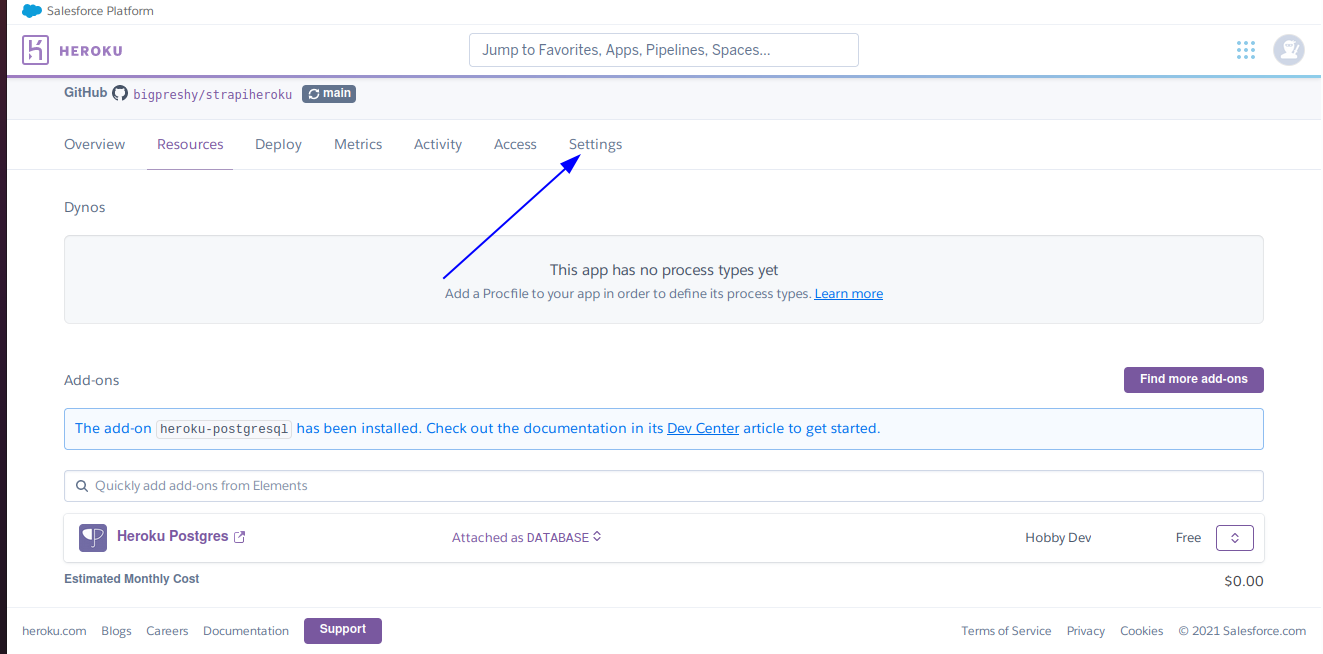 Salesforce Platform
HEROKU
Jump to Favorites, Apps, Pipelines, Spaces...
GitHub bigpreshy/strapiheroku main
Overview Resources Deploy Metrics Activity Access Settings
Dynos
This app has no process types yet
Add a Procfile to your app in order to define its process types. Learn more
Add-ons
Find more add-ons
The add-on heroku-postgresql has been installed. Check out the documentation in its Dev Center article to get started.
Quickly add add-ons from Elements
Heroku Postgres Attached as DATABASE Hobby Dev Free
Estimated Monthly Cost $0.00
heroku.com Blogs Careers Documentation Support Terms of Service Privacy Cookies © 2021 Salesforce.com